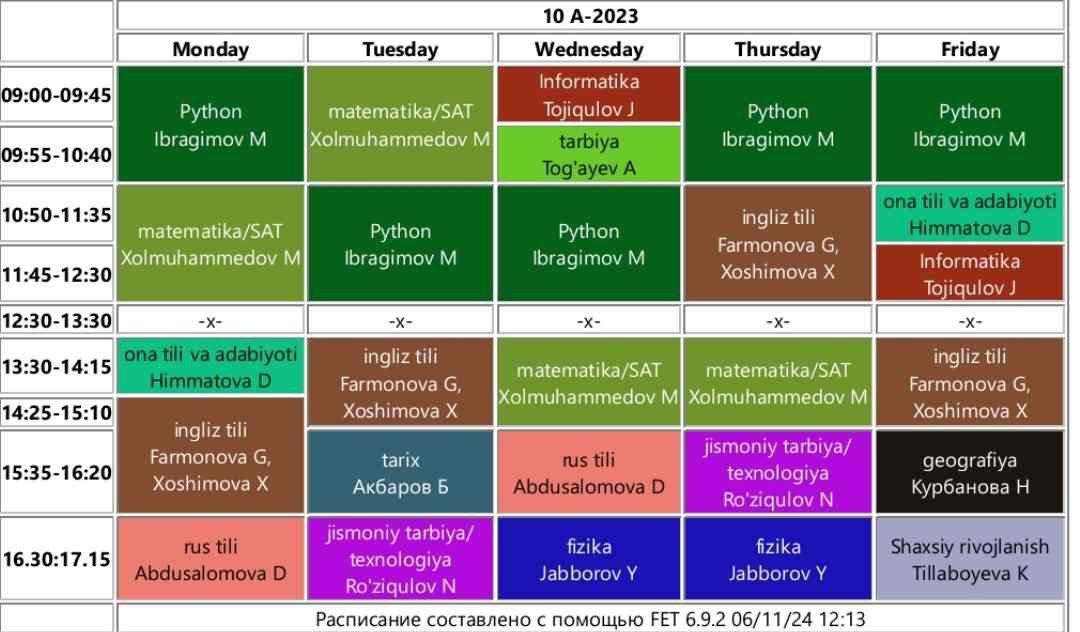 10 A-2023
Monday Tuesday Wednesday Thursday Friday
09:00-09:45
Python
Ibragimov M
matematika/SAT
Xolmuhammedov M
Informatika
Tojiqulov J
Python
Ibragimov M
Python
Ibragimov M
09:55-10:40
tarbiya
Tog'ayev A
10:50-11:35
matematika/SAT
Xolmuhammedov M
Python
Ibragimov M
Python
Ibragimov M
ingliz tili
Farmonova G,
Xoshimova X
ona tili va adabiyoti
Himmatova D
11:45-12:30
Informatika
Tojiqulov J
12:30-13:30 -x- -x- -x- -x- -x-
13:30-14:15
ona tili va adabiyoti
Himmatova D
ingliz tili
Farmonova G,
Xoshimova X
matematika/SAT
Xolmuhammedov M
matematika/SAT
Xolmuhammedov M
ingliz tili
Farmonova G,
Xoshimova X
14:25-15:10
ingliz tili
Farmonova G,
Xoshimova X
15:35-16:20
tarix
Акбаров Б
rus tili
Abdusalomova D
jismoniy tarbiya/
texnologiya
Ro'ziqulov N
geografiya
Курбанова Н
16.30:17.15
rus tili
Abdusalomova D
jismoniy tarbiya/
texnologiya
Ro'ziqulov N
fizika
Jabborov Y
fizika
Jabborov Y
Shaxsiy rivojlanish
Tillaboyeva K
Расписание составлено с помощью FET 6.9.2 06/11/24 12:13